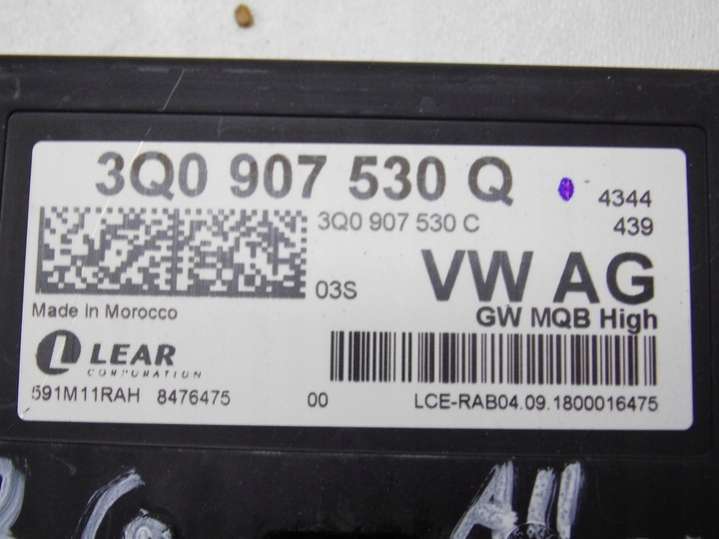 3Q0 907 530 Q
4344
3Q0 907 530 C
439
03S
VW AG
GW MQB High
Made in Morocco
LEAR
CORPORATION
591M11RAH 8476475 00 LCE-RAB04.09.1800016475
A11